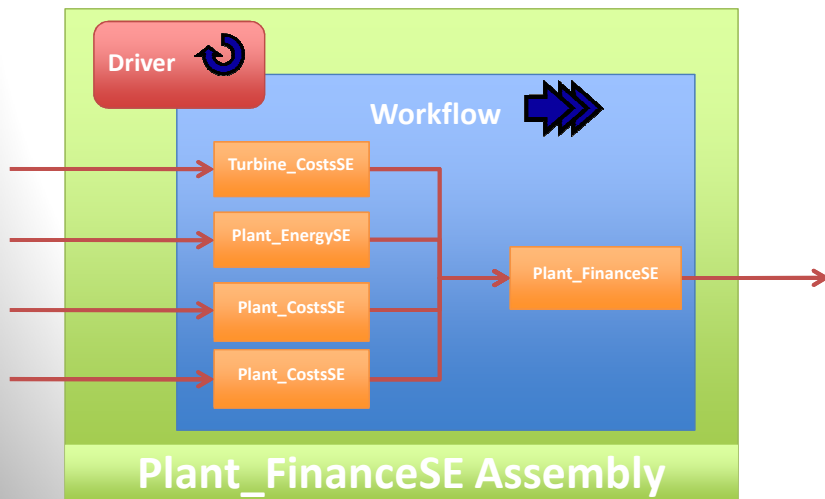 Driver
Workflow
Turbine_CostsSE
Plant_EnergySE
Plant_CostsSE
Plant_CostsSE
Plant_FinanceSE
Plant_FinanceSE Assembly